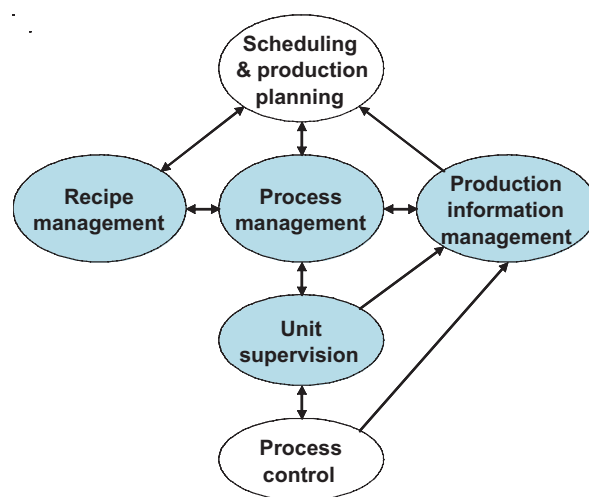 Scheduling
& production
planning
Recipe
management
Process
management
Production
information
management
Unit
supervision
Process
control